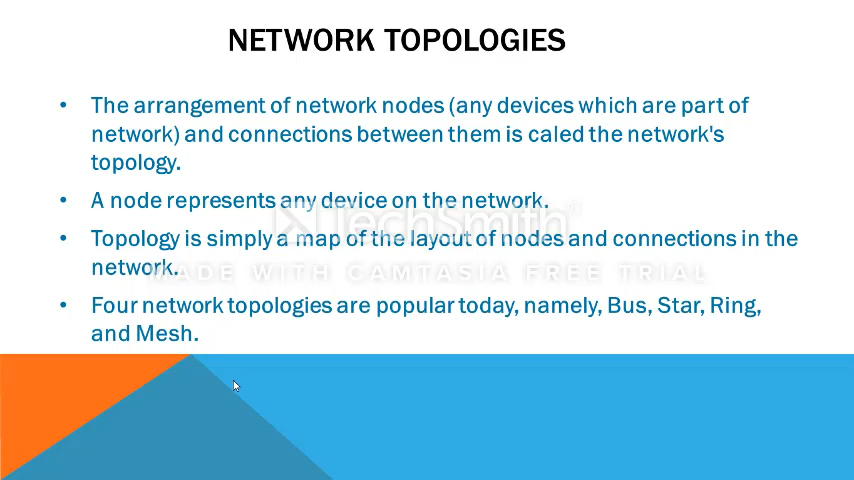 NETWORK TOPOLOGIES
• The arrangement of network nodes (any devices which are part of
network) and connections between them is caled the network's
topology.
• A node represents any device on the network.
TechSmith®
• Topology is simply a map of the layout of nodes and connections in the
network.
MADE WITH CAMTASIA FREE TRIAL
• Four network topologies are popular today, namely, Bus, Star, Ring,
and Mesh.